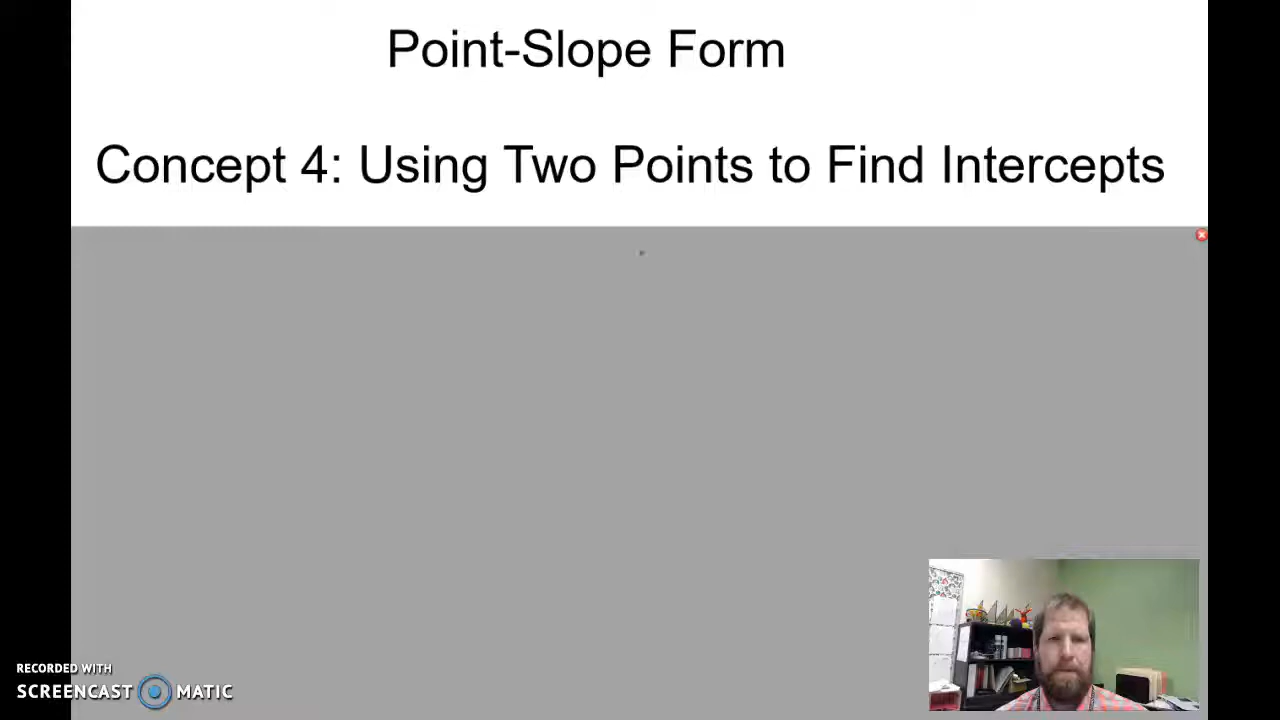 Point-Slope Form
Concept 4: Using Two Points to Find Intercepts
RECORDED WITH
SCREENCAST MATIC